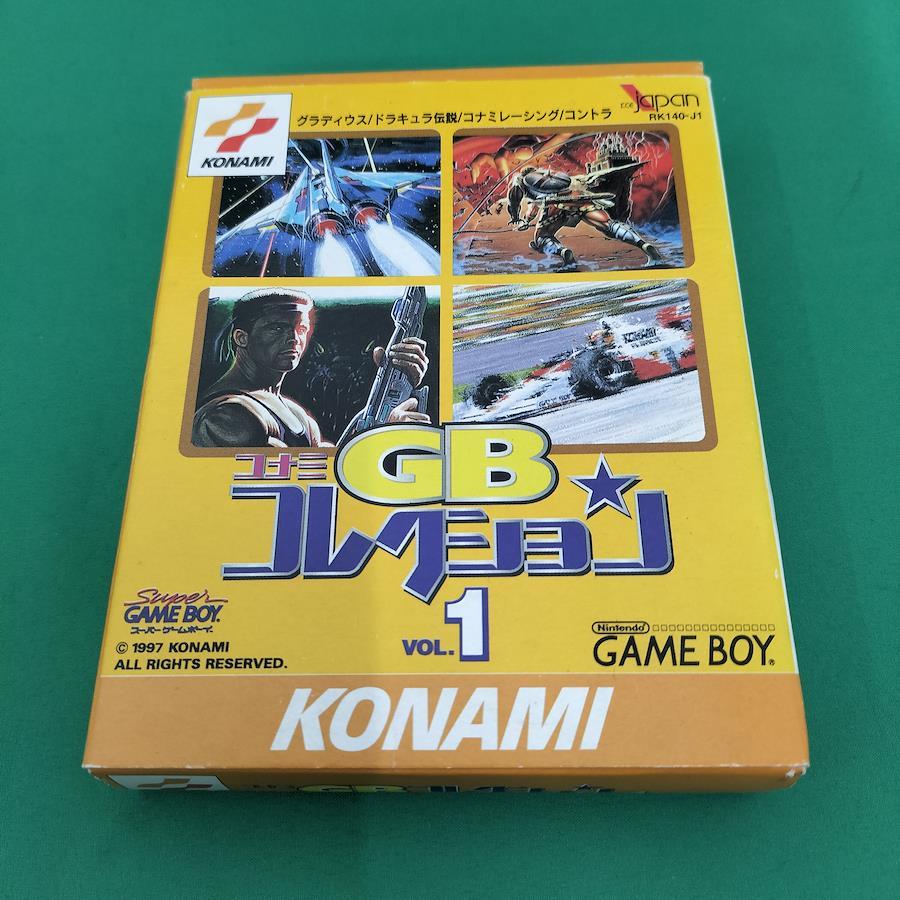 KONAMI
グラディウス/ドラキュラ伝説/コナミレーシング/コントラ
japan
RK140-J1
KONAMI
コナミ GB
コレクション
VOL.1
Super
GAME BOY.
スーパーゲームボーイ.
© 1997 KONAMI
ALL RIGHTS RESERVED.
Nintendo
GAME BOY®
KONAMI